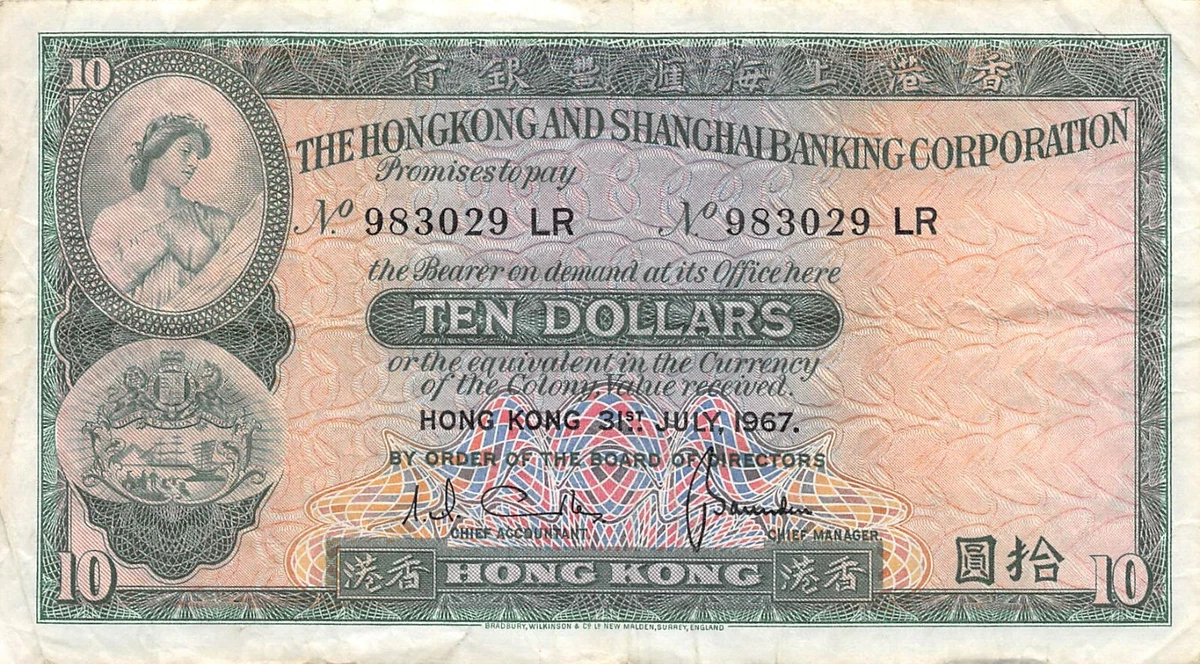 10
行銀豐滙海上港香
THE HONGKONG AND SHANGHAI BANKING CORPORATION
Promises to pay
No. 983029 LR No. 983029 LR
the Bearer on demand at its Office here
TEN DOLLARS
or the equivalent in the Currency
of the Colony, Value received.
HONG KONG 31ST. JULY, 1967.
BY ORDER OF THE BOARD OF DIRECTORS
CHIEF ACCOUNTANT CHIEF MANAGER
圓拾
10 港香 HONG KONG 港香 10
BRADBURY, WILKINSON & Co. Ld. NEW MALDEN, SURREY, ENGLAND